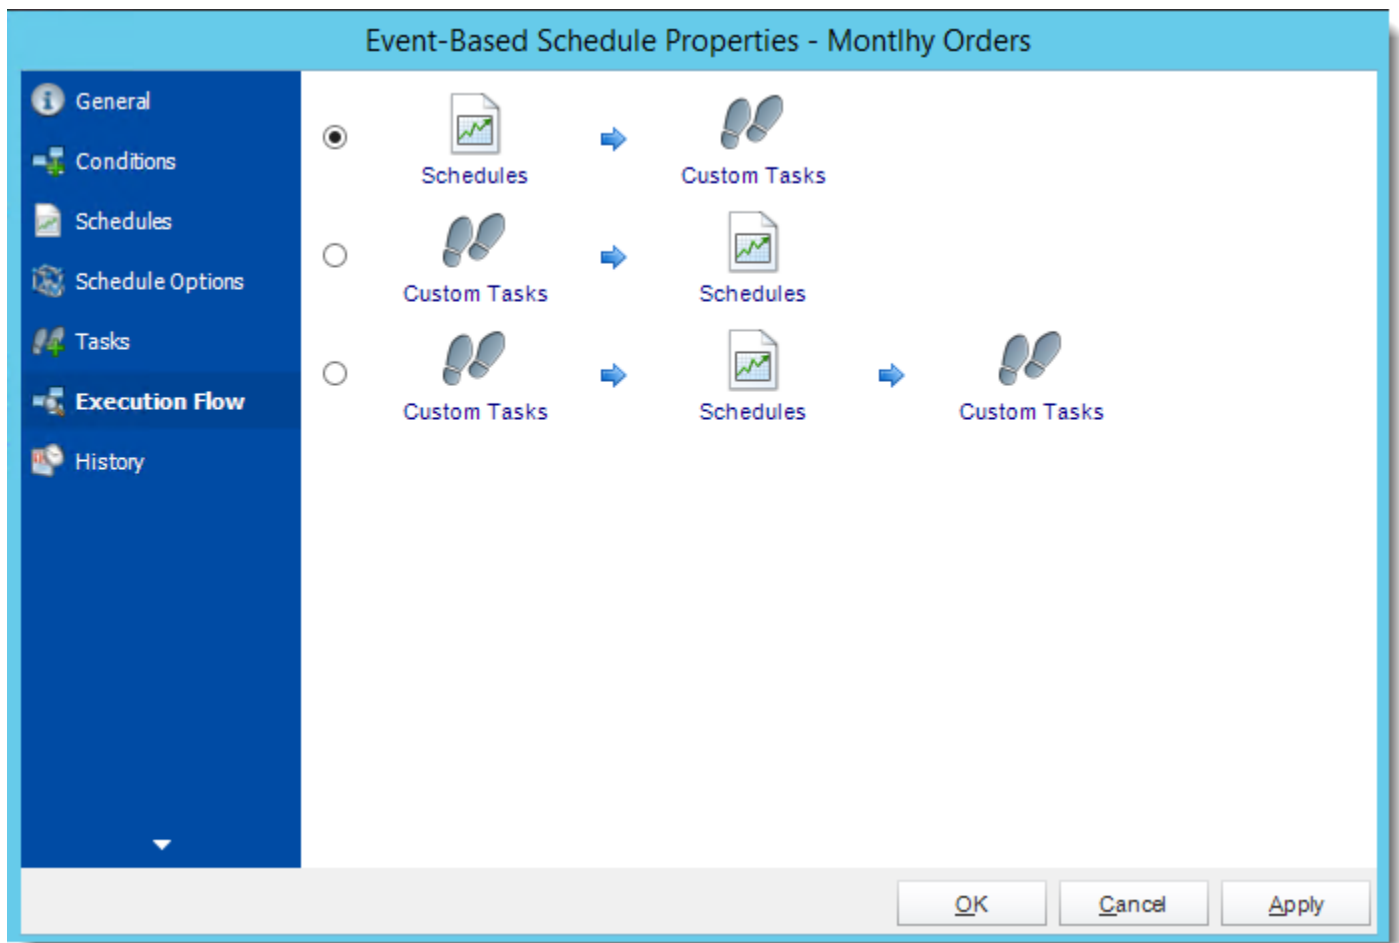 Event-Based Schedule Properties - Montlhy Orders
General
Conditions
Schedules
Schedule Options
Tasks
Execution Flow
History
Schedules
Custom Tasks
Custom Tasks
Schedules
Custom Tasks
Schedules
Custom Tasks
OK
Cancel
Apply